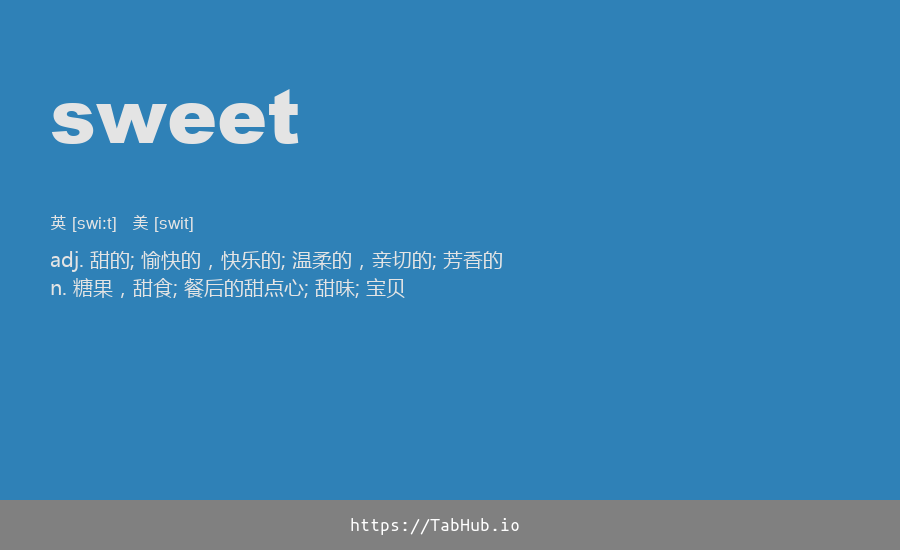 sweet
英 [swi:t] 美 [swit]
adj. 甜的; 愉快的，快乐的; 温柔的，亲切的; 芳香的
n. 糖果，甜食; 餐后的甜点心; 甜味; 宝贝
https://TabHub.io